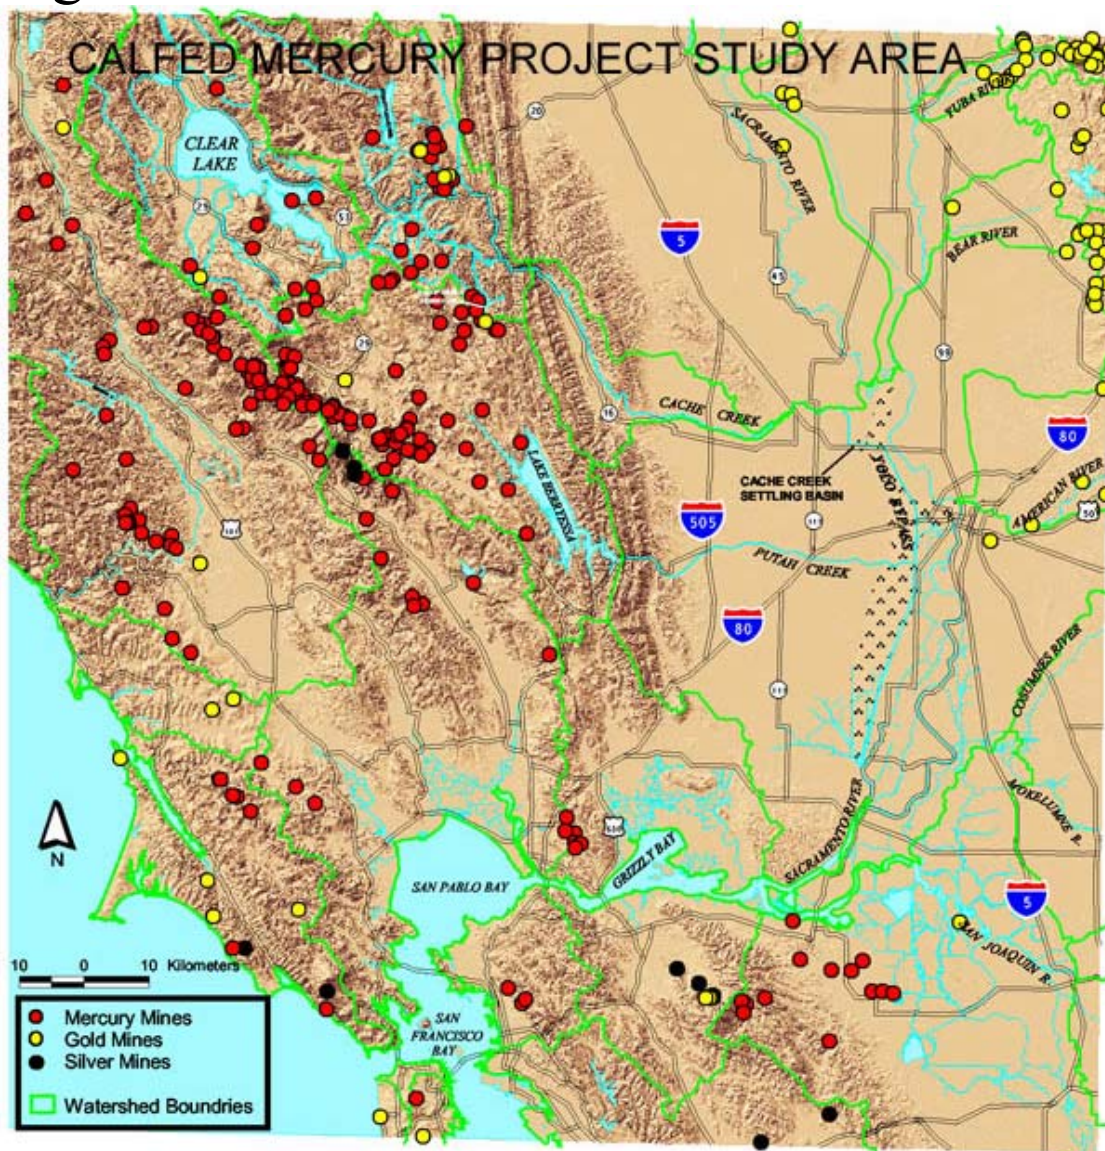 CALFED MERCURY PROJECT STUDY AREA
YUBA RIVER
20
CLEAR
LAKE
SACRAMENTO RIVER
29
53
5
BEAR RIVER
45
29
99
16
CACHE CREEK
80
LAKE BERRYESSA
CACHE CREEK
SETTLING BASIN
YOLO BYPASS
AMERICAN RIVER
50
101
505
113
PUTAH CREEK
80
COSUMNES RIVER
113
MOKELUMNE R.
N
SACRAMENTO RIVER
GRIZZLY BAY
SAN PABLO BAY
5
SAN JOAQUIN R.
10 0 10 Kilometers
Mercury Mines
Gold Mines
Silver Mines
Watershed Boundries
SAN
FRANCISCO
BAY